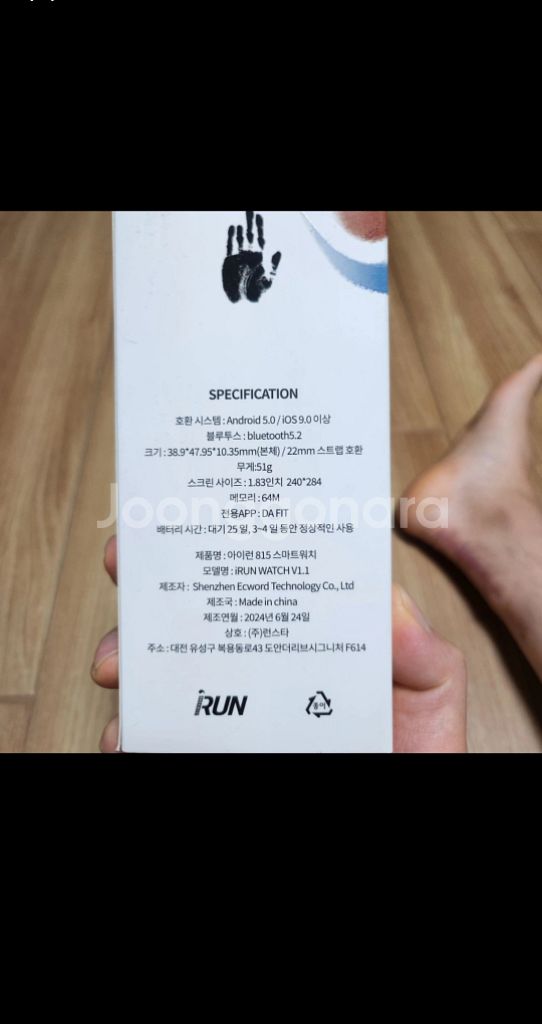 SPECIFICATION
호환 시스템 : Android 5.0 / iOS 9.0 이상
블루투스 : bluetooth5.2
크기 : 38.9*47.95*10.35mm(본체) / 22mm 스트랩 호환
무게:51g
스크린 사이즈 : 1.83인치 240*284
메모리 : 64M
Joonggonara
전용APP : DA FIT
배터리 시간 : 대기 25 일, 3~4 일 동안 정상적인 사용
제품명 : 아이런 815 스마트워치
모델명 : iRUN WATCH V1.1
제조자 : Shenzhen Ecword Technology Co., Ltd
제조국 : Made in china
제조연월 : 2024년 6월 24일
상호 : (주)런스타
주소 : 대전 유성구 복용동로43 도안더리브시그니처 F614
iRUN
종이